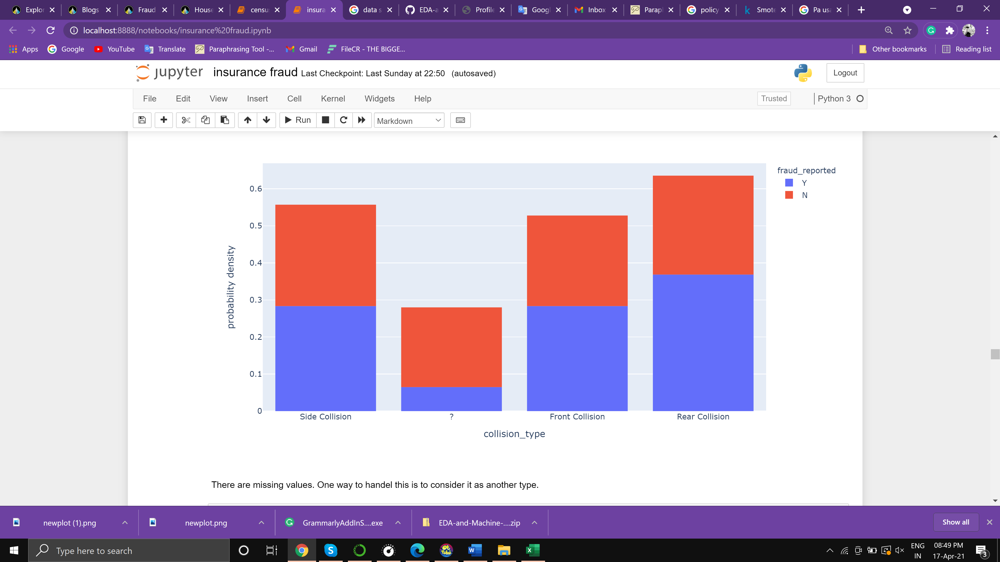 Explor Blogs Fraud House census insura data s EDA-a Profile Googl Inbox Parapl policy Smote Pa usa
localhost:8888/notebooks/insurance%20fraud.ipynb
Apps Google YouTube Translate Paraphrasing Tool -... Gmail FileCR - THE BIGGE... Other bookmarks Reading list
jupyter insurance fraud Last Checkpoint: Last Sunday at 22:50 (autosaved) Logout
File Edit View Insert Cell Kernel Widgets Help Trusted Python 3
Run Markdown
fraud_reported
Y
N
0.6
0.5
0.4
0.3
0.2
0.1
0
probability density
Side Collision ? Front Collision Rear Collision
collision_type
There are missing values. One way to handel this is to consider it as another type.
newplot (1).png newplot.png GrammarlyAddInS....exe EDA-and-Machine-....zip Show all
Type here to search
ENG
IN
08:49 PM
17-Apr-21
3